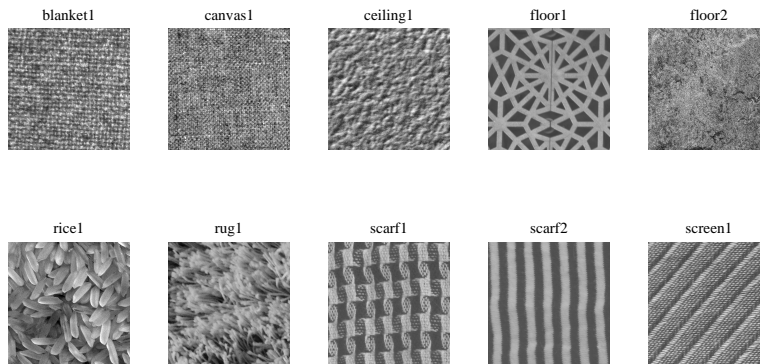 blanket1
canvas1
ceiling1
floor1
floor2
rice1
rug1
scarf1
scarf2
screen1